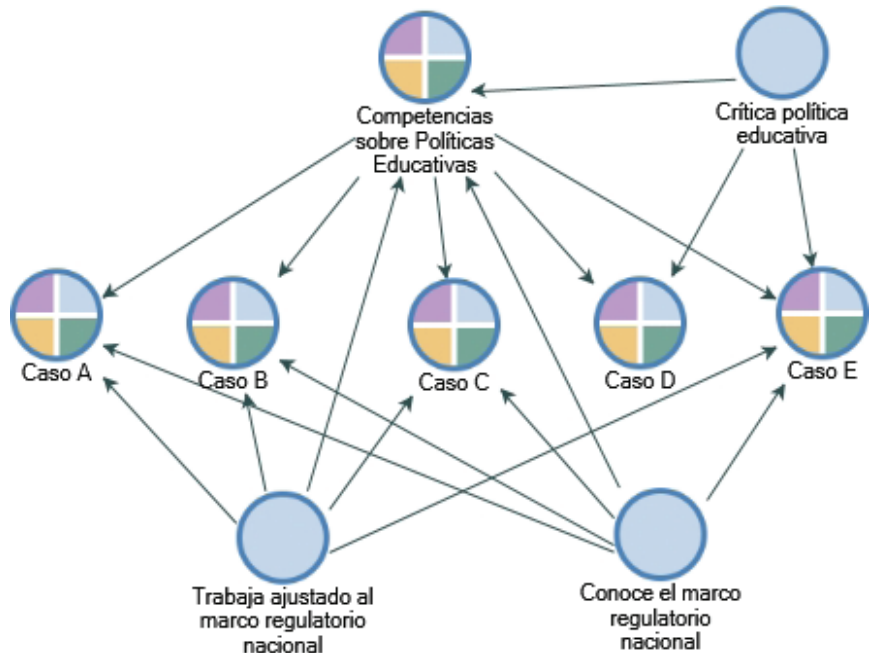 Competencias
sobre Políticas
Educativas
Crítica política
educativa
Caso A
Caso B
Caso C
Caso D
Caso E
Trabaja ajustado al
marco regulatorio
nacional
Conoce el marco
regulatorio
nacional